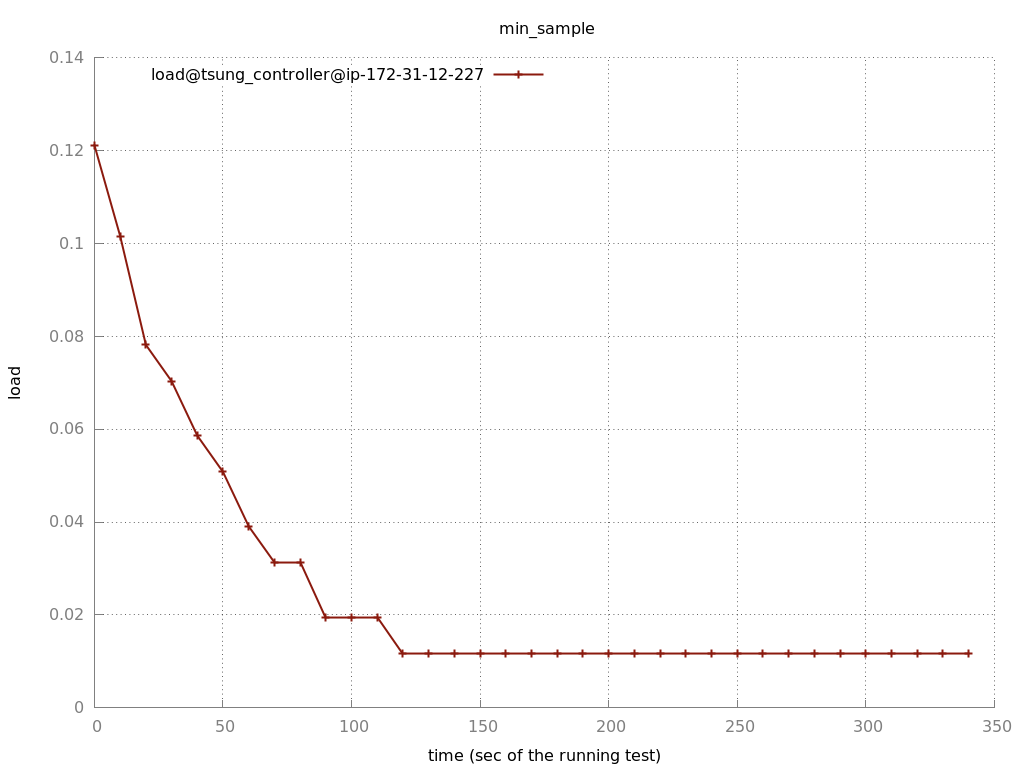 min_sample
load@tsung_controller@ip-172-31-12-227
0.14
0.12
0.1
0.08
0.06
0.04
0.02
0
load
0 50 100 150 200 250 300 350
time (sec of the running test)